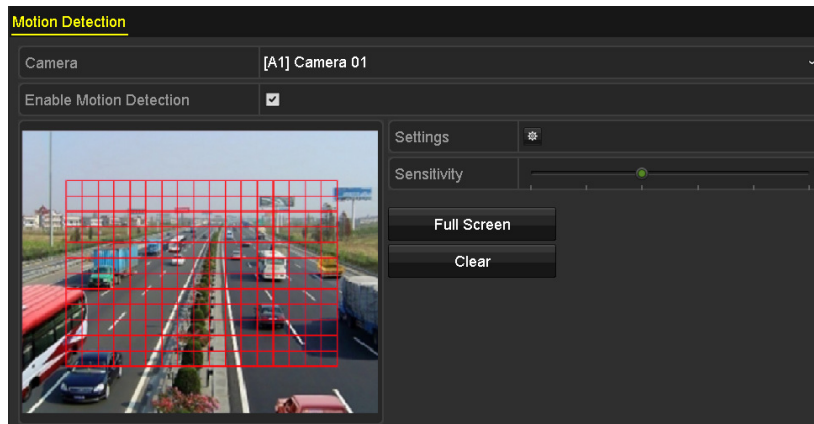 Motion Detection
Camera [A1] Camera 01
Enable Motion Detection
Settings
Sensitivity
Full Screen
Clear